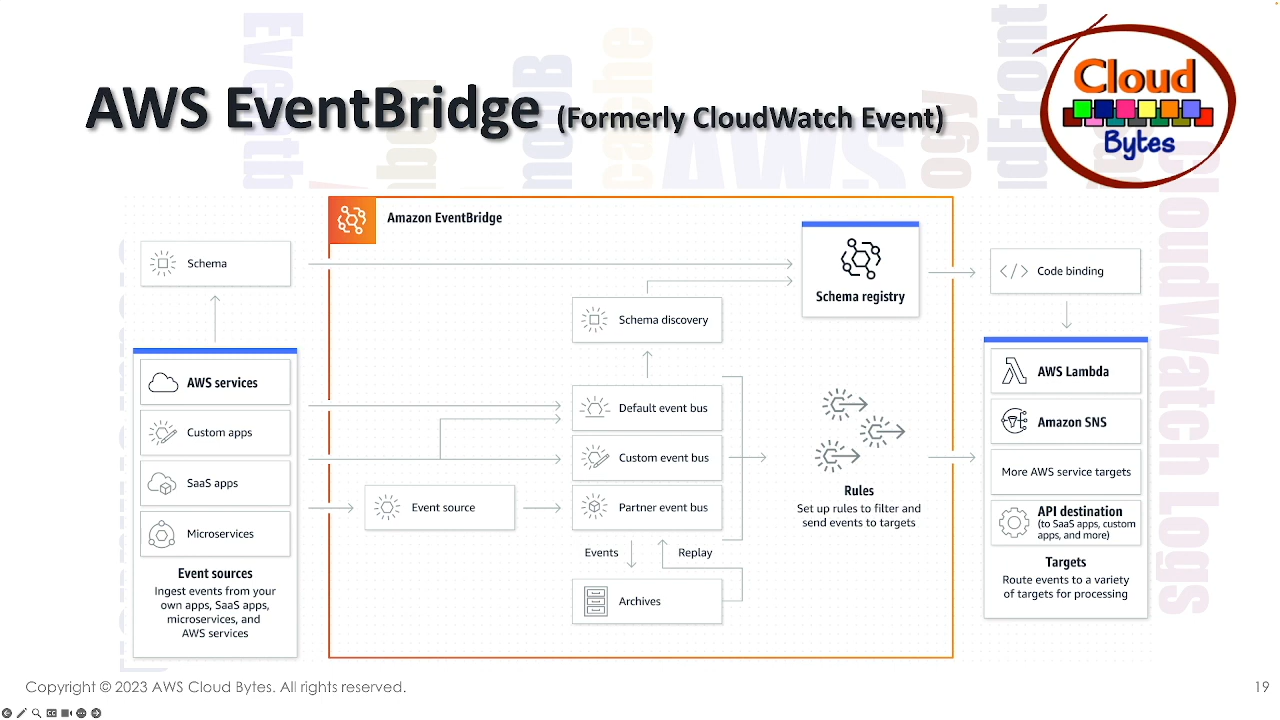 AWS EventBridge (Formerly CloudWatch Event)
Cloud
Bytes
Amazon EventBridge
Schema
Schema registry
Code binding
Schema discovery
AWS services
Custom apps
SaaS apps
Microservices
Event sources
Ingest events from your
own apps, SaaS apps,
microservices, and
AWS services
Event source
Default event bus
Custom event bus
Partner event bus
Events
Replay
Archives
Rules
Set up rules to filter and
send events to targets
AWS Lambda
Amazon SNS
More AWS service targets
API destination
(to SaaS apps, custom
apps, and more)
Targets
Route events to a variety
of targets for processing
AWS
cache
CloudWatch Logs
Copyright © 2023 AWS Cloud Bytes. All rights reserved.
19